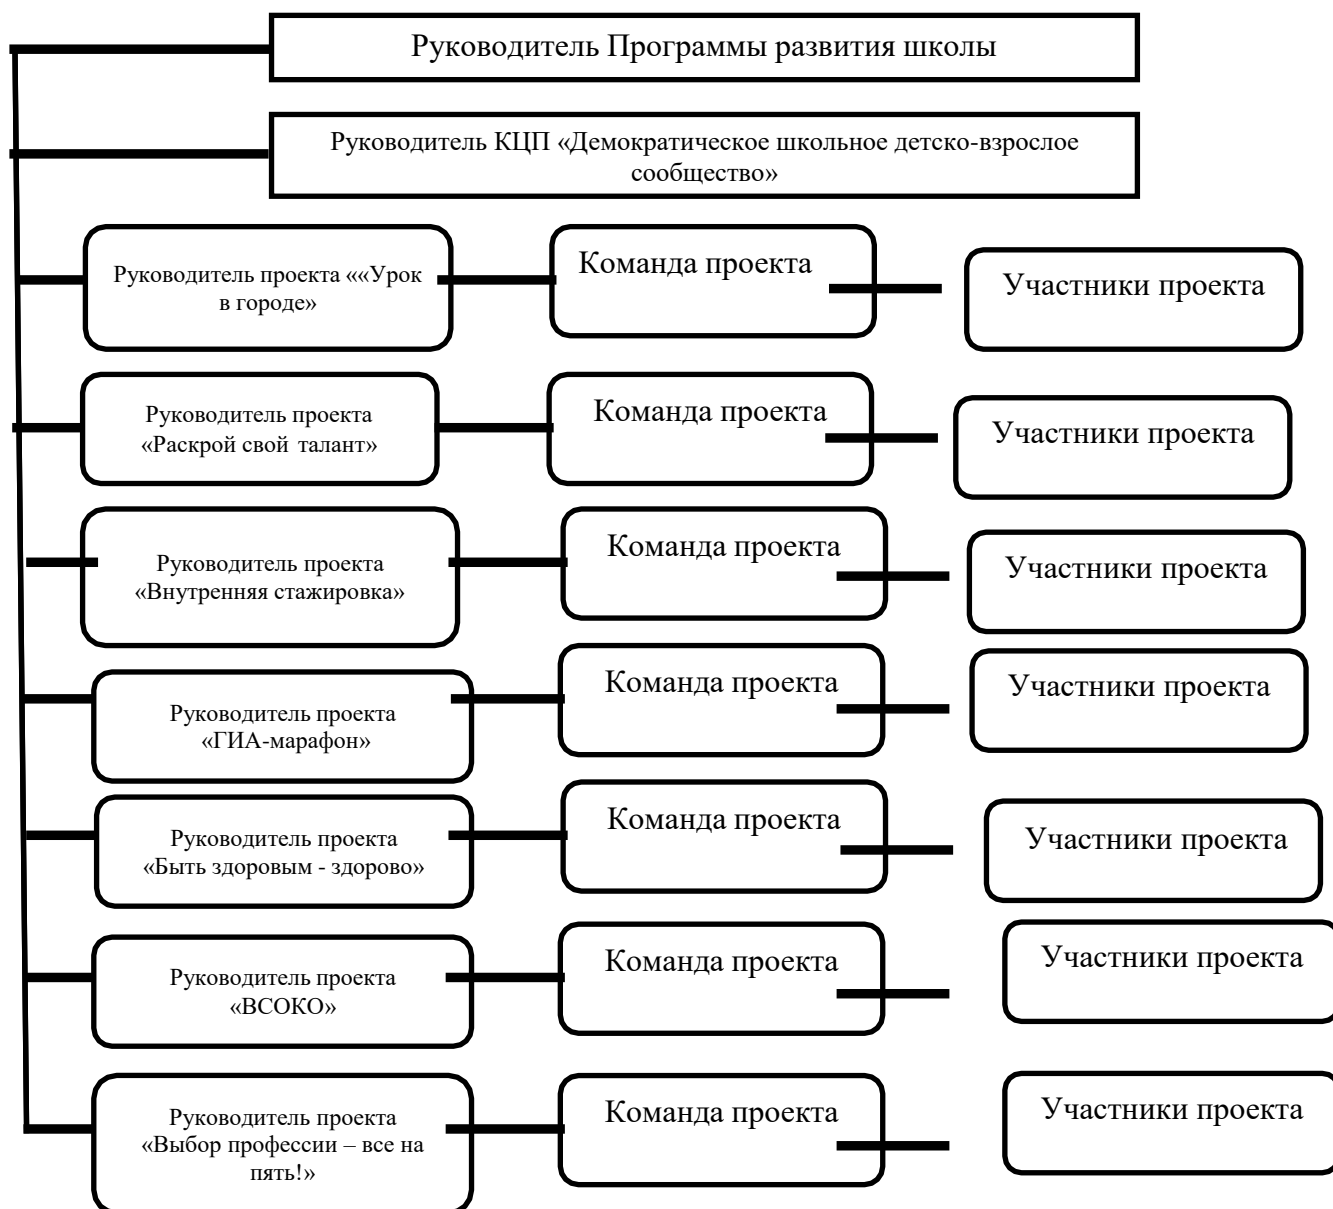 Руководитель Программы развития школы
Руководитель КЦП «Демократическое школьное детско-взрослое
сообщество»
Руководитель проекта ««Урок
в городе»
Команда проекта
Участники проекта
Руководитель проекта
«Раскрой свой талант»
Команда проекта
Участники проекта
Руководитель проекта
«Внутренняя стажировка»
Команда проекта
Участники проекта
Руководитель проекта
«ГИА-марафон»
Команда проекта
Участники проекта
Руководитель проекта
«Быть здоровым - здорово»
Команда проекта
Участники проекта
Руководитель проекта
«ВСОКО»
Команда проекта
Участники проекта
Руководитель проекта
«Выбор профессии – все на
пять!»
Команда проекта
Участники проекта